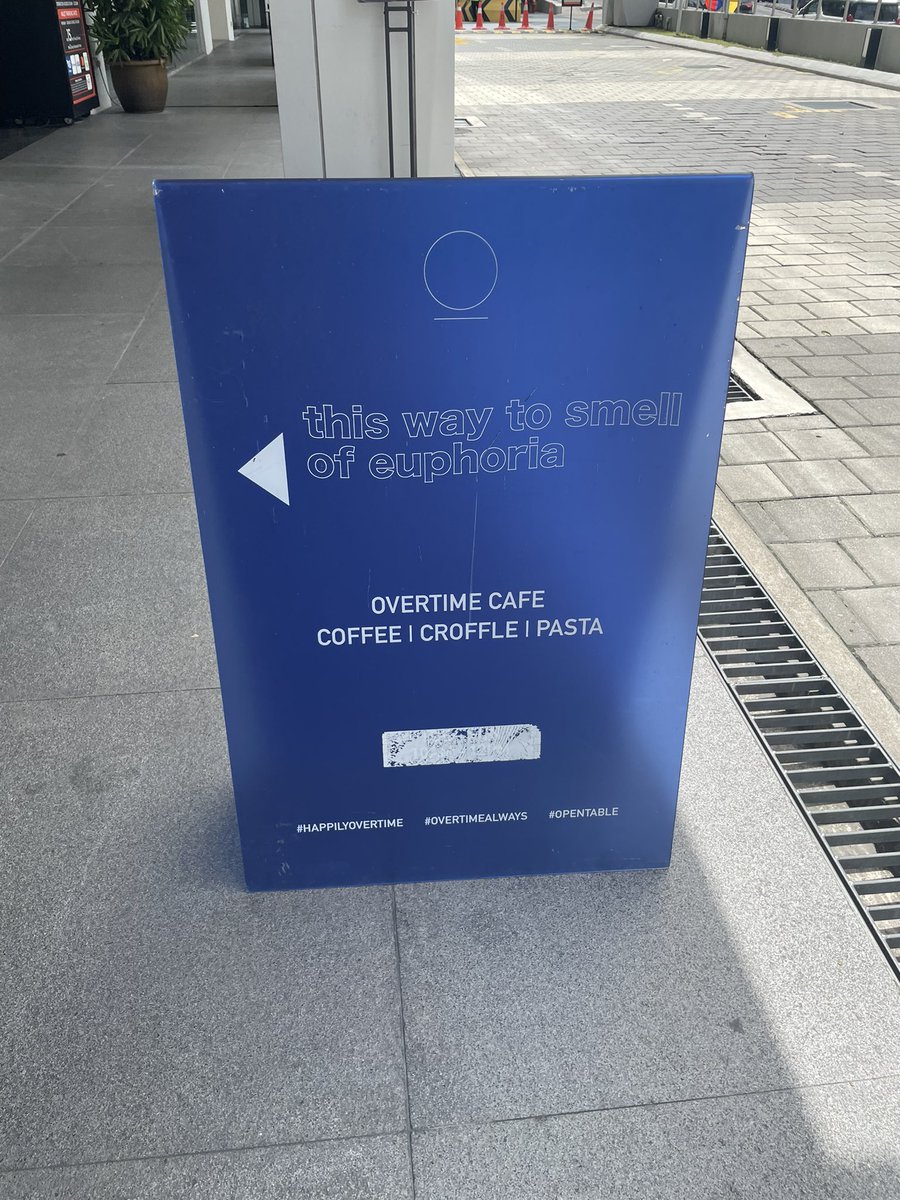 this way to smell
of euphoria
OVERTIME CAFE
COFFEE | CROFFLE | PASTA
#HAPPILYOVERTIME #OVERTIMEALWAYS #OPENTABLE